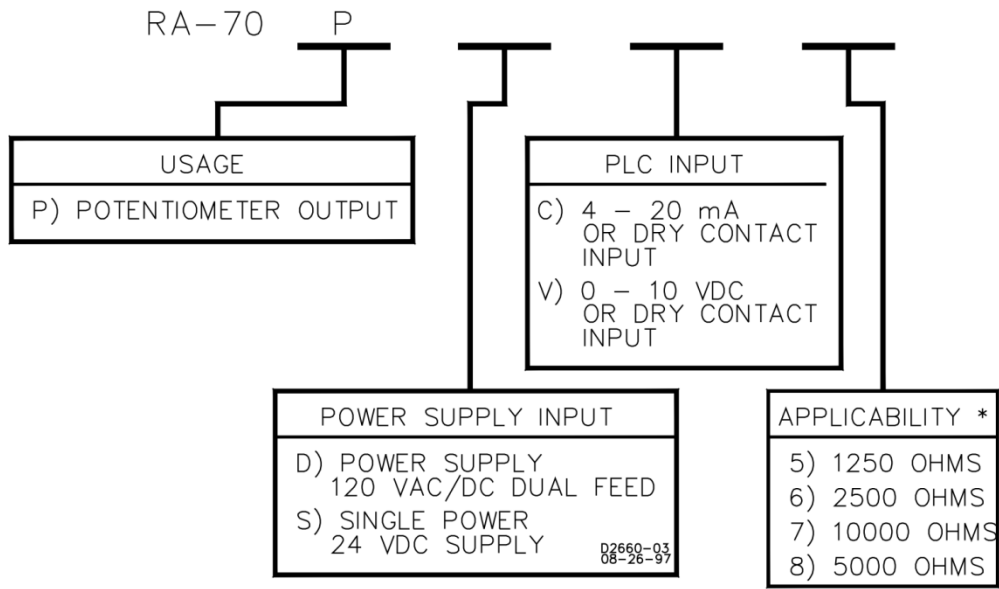 RA-70 P
USAGE
P) POTENTIOMETER OUTPUT
PLC INPUT
C) 4 - 20 mA
OR DRY CONTACT
INPUT
V) 0 - 10 VDC
OR DRY CONTACT
INPUT
POWER SUPPLY INPUT
D) POWER SUPPLY
120 VAC/DC DUAL FEED
S) SINGLE POWER
24 VDC SUPPLY
D2660-03
08-26-97
APPLICABILITY *
5) 1250 OHMS
6) 2500 OHMS
7) 10000 OHMS
8) 5000 OHMS